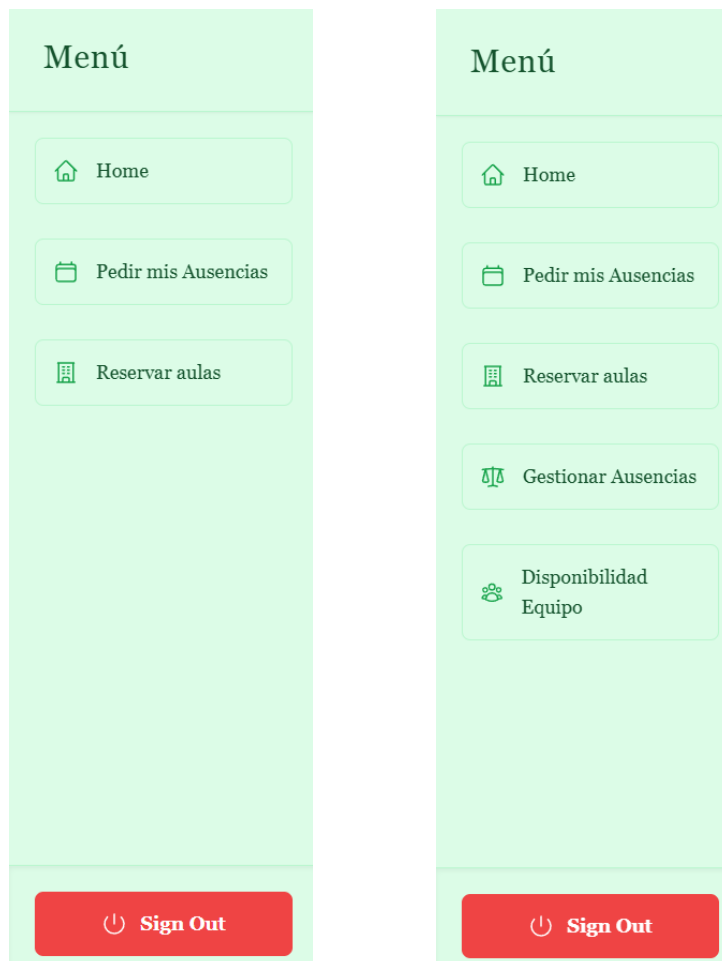 Menú
Home
Pedir mis Ausencias
Reservar aulas
Sign Out
Menú
Home
Pedir mis Ausencias
Reservar aulas
Gestionar Ausencias
Disponibilidad
Equipo
Sign Out